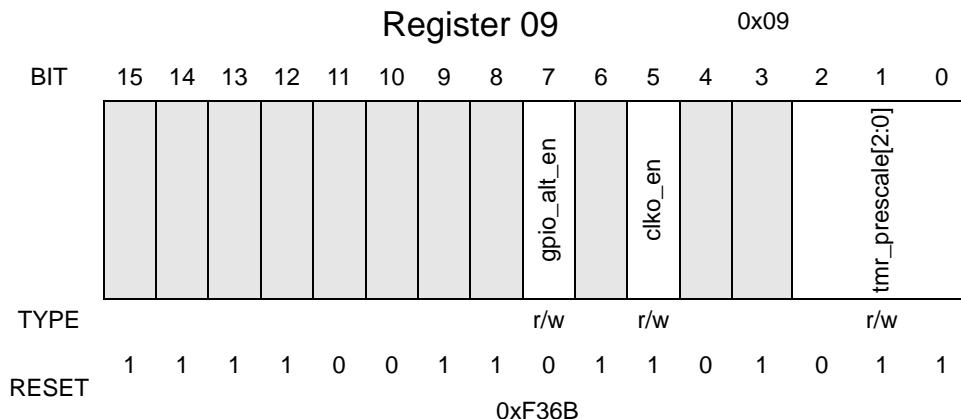 Register 09 0x09
BIT 15 14 13 12 11 10 9 8 7 6 5 4 3 2 1 0
gpio_alt_en
clko_en
tmr_prescale[2:0]
TYPE r/w r/w r/w
RESET 1 1 1 1 0 0 1 1 0 1 1 0 1 0 1 1
0xF36B